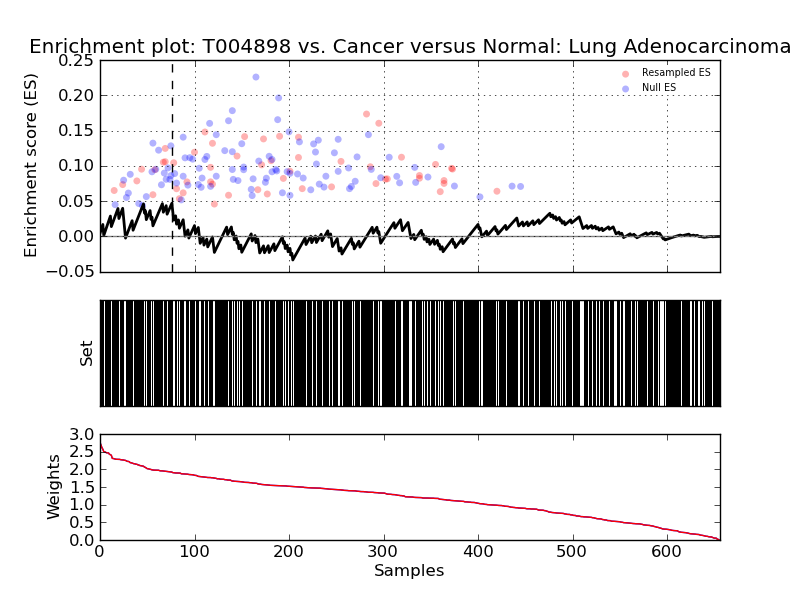 Enrichment plot: T004898 vs. Cancer versus Normal: Lung Adenocarcinoma
Enrichment score (ES)
0.25
0.20
0.15
0.10
0.05
0.00
−0.05
Resampled ES
Null ES
Set
Weights
3.0
2.5
2.0
1.5
1.0
0.5
0.0
0 100 200 300 400 500 600
Samples